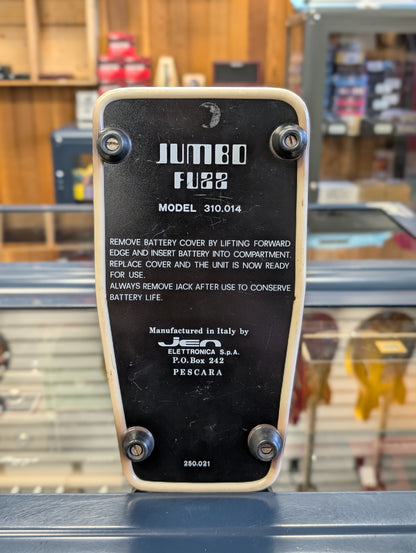 JUMBO
FUZZ
MODEL 310.014
REMOVE BATTERY COVER BY LIFTING FORWARD
EDGE AND INSERT BATTERY INTO COMPARTMENT.
REPLACE COVER AND THE UNIT IS NOW READY
FOR USE.
ALWAYS REMOVE JACK AFTER USE TO CONSERVE
BATTERY LIFE.
Manufactured in Italy by
Jen
ELETTRONICA S.p.A.
P.O.Box 242
PESCARA
250.021